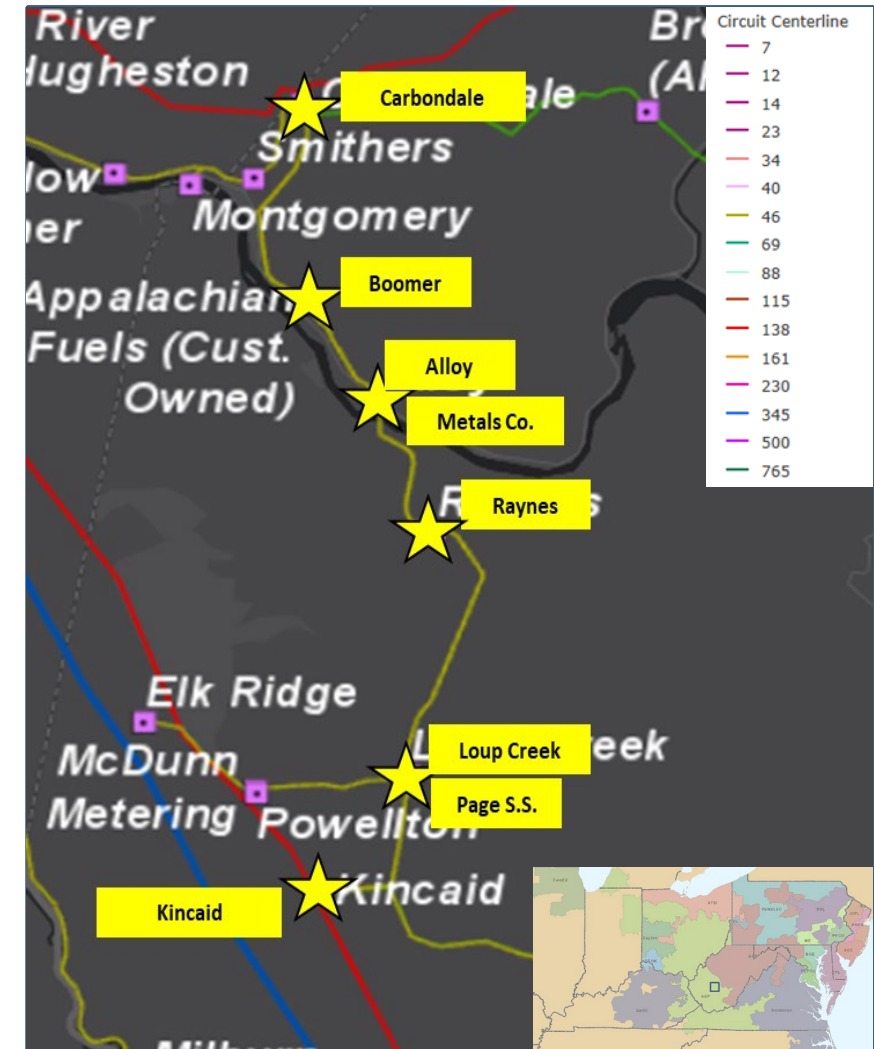 River
Hugheston
Carbondale
Smithers
Montgomery
Boomer
Appalachian
Fuels (Cust.
Owned)
Alloy
Metals Co.
Raynes
Elk Ridge
McDunn
Metering
Powellton
Loup Creek
Page S.S.
Kincaid
Kincaid
Circuit Centerline
7
12
14
23
34
40
46
69
88
115
138
161
230
345
500
765